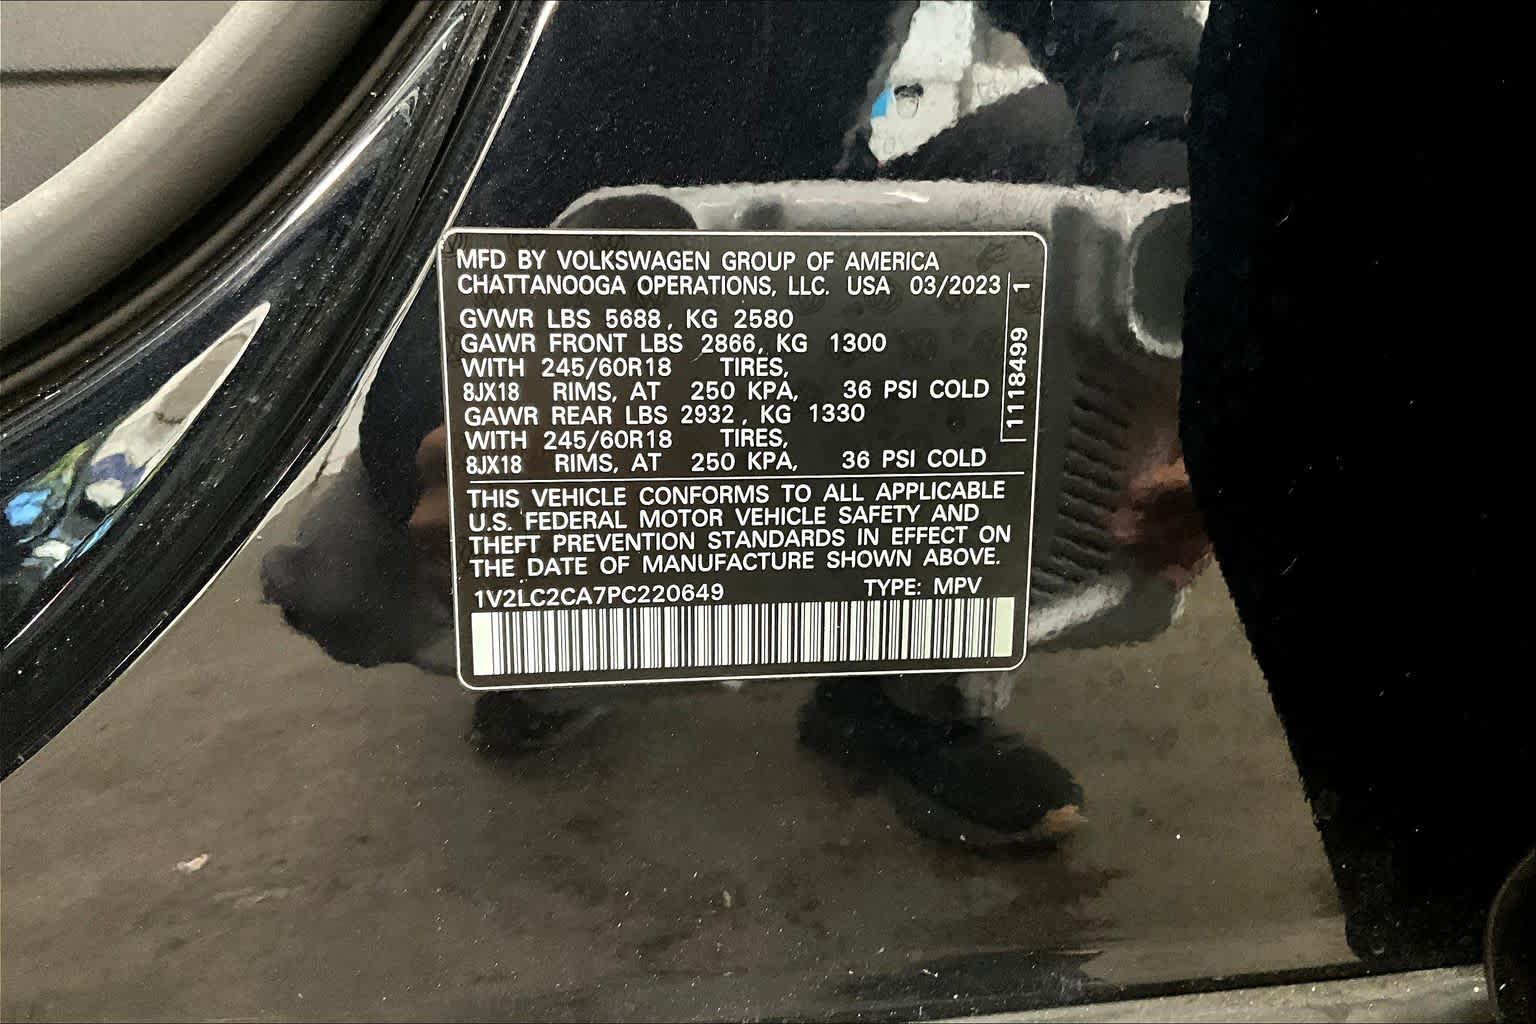 MFD BY VOLKSWAGEN GROUP OF AMERICA
CHATTANOOGA OPERATIONS, LLC. USA 03/2023
GVWR LBS 5688, KG 2580
GAWR FRONT LBS 2866, KG 1300
WITH 245/60R18 TIRES,
8JX18 RIMS, AT 250 KPA, 36 PSI COLD
GAWR REAR LBS 2932, KG 1330
WITH 245/60R18 TIRES,
8JX18 RIMS, AT 250 KPA, 36 PSI COLD
1118499 1
THIS VEHICLE CONFORMS TO ALL APPLICABLE
U.S. FEDERAL MOTOR VEHICLE SAFETY AND
THEFT PREVENTION STANDARDS IN EFFECT ON
THE DATE OF MANUFACTURE SHOWN ABOVE.
1V2LC2CA7PC220649 TYPE: MPV